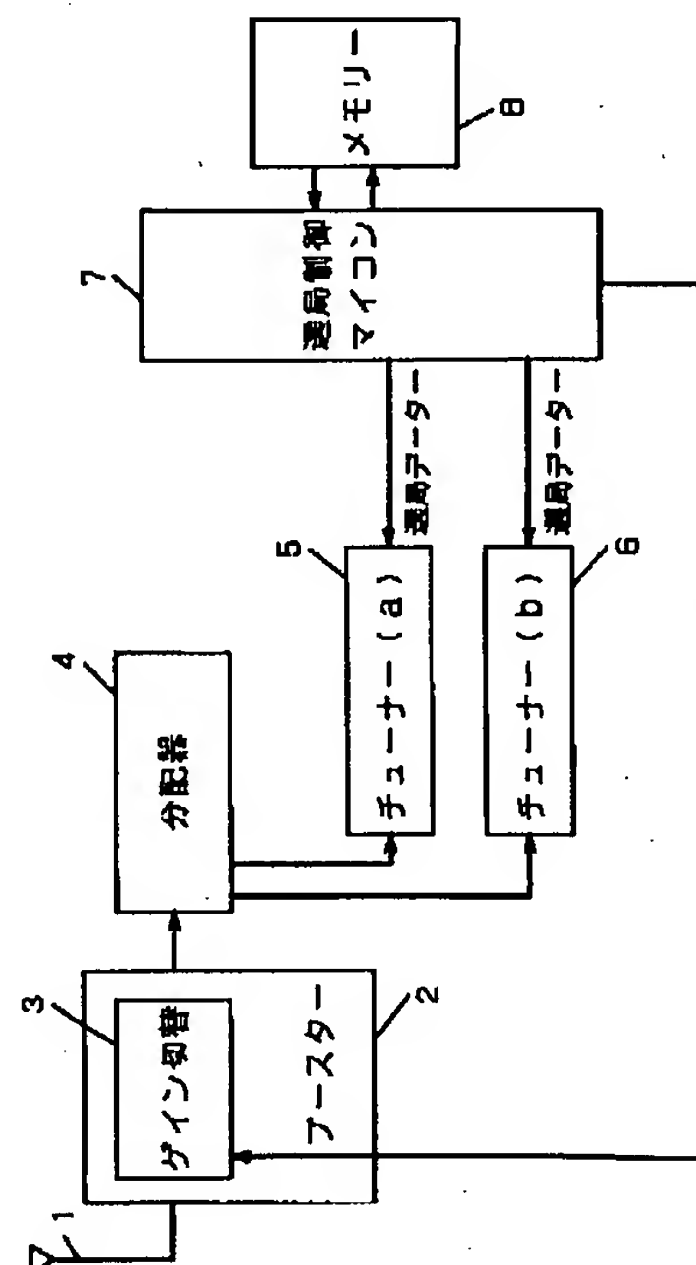 1
2
3
ゲイン切替
ブースター
4
分配器
5
チューナー(a)
6
チューナー(b)
選局データー
選局データー
7
選局制御
マイコン
8
メモリー